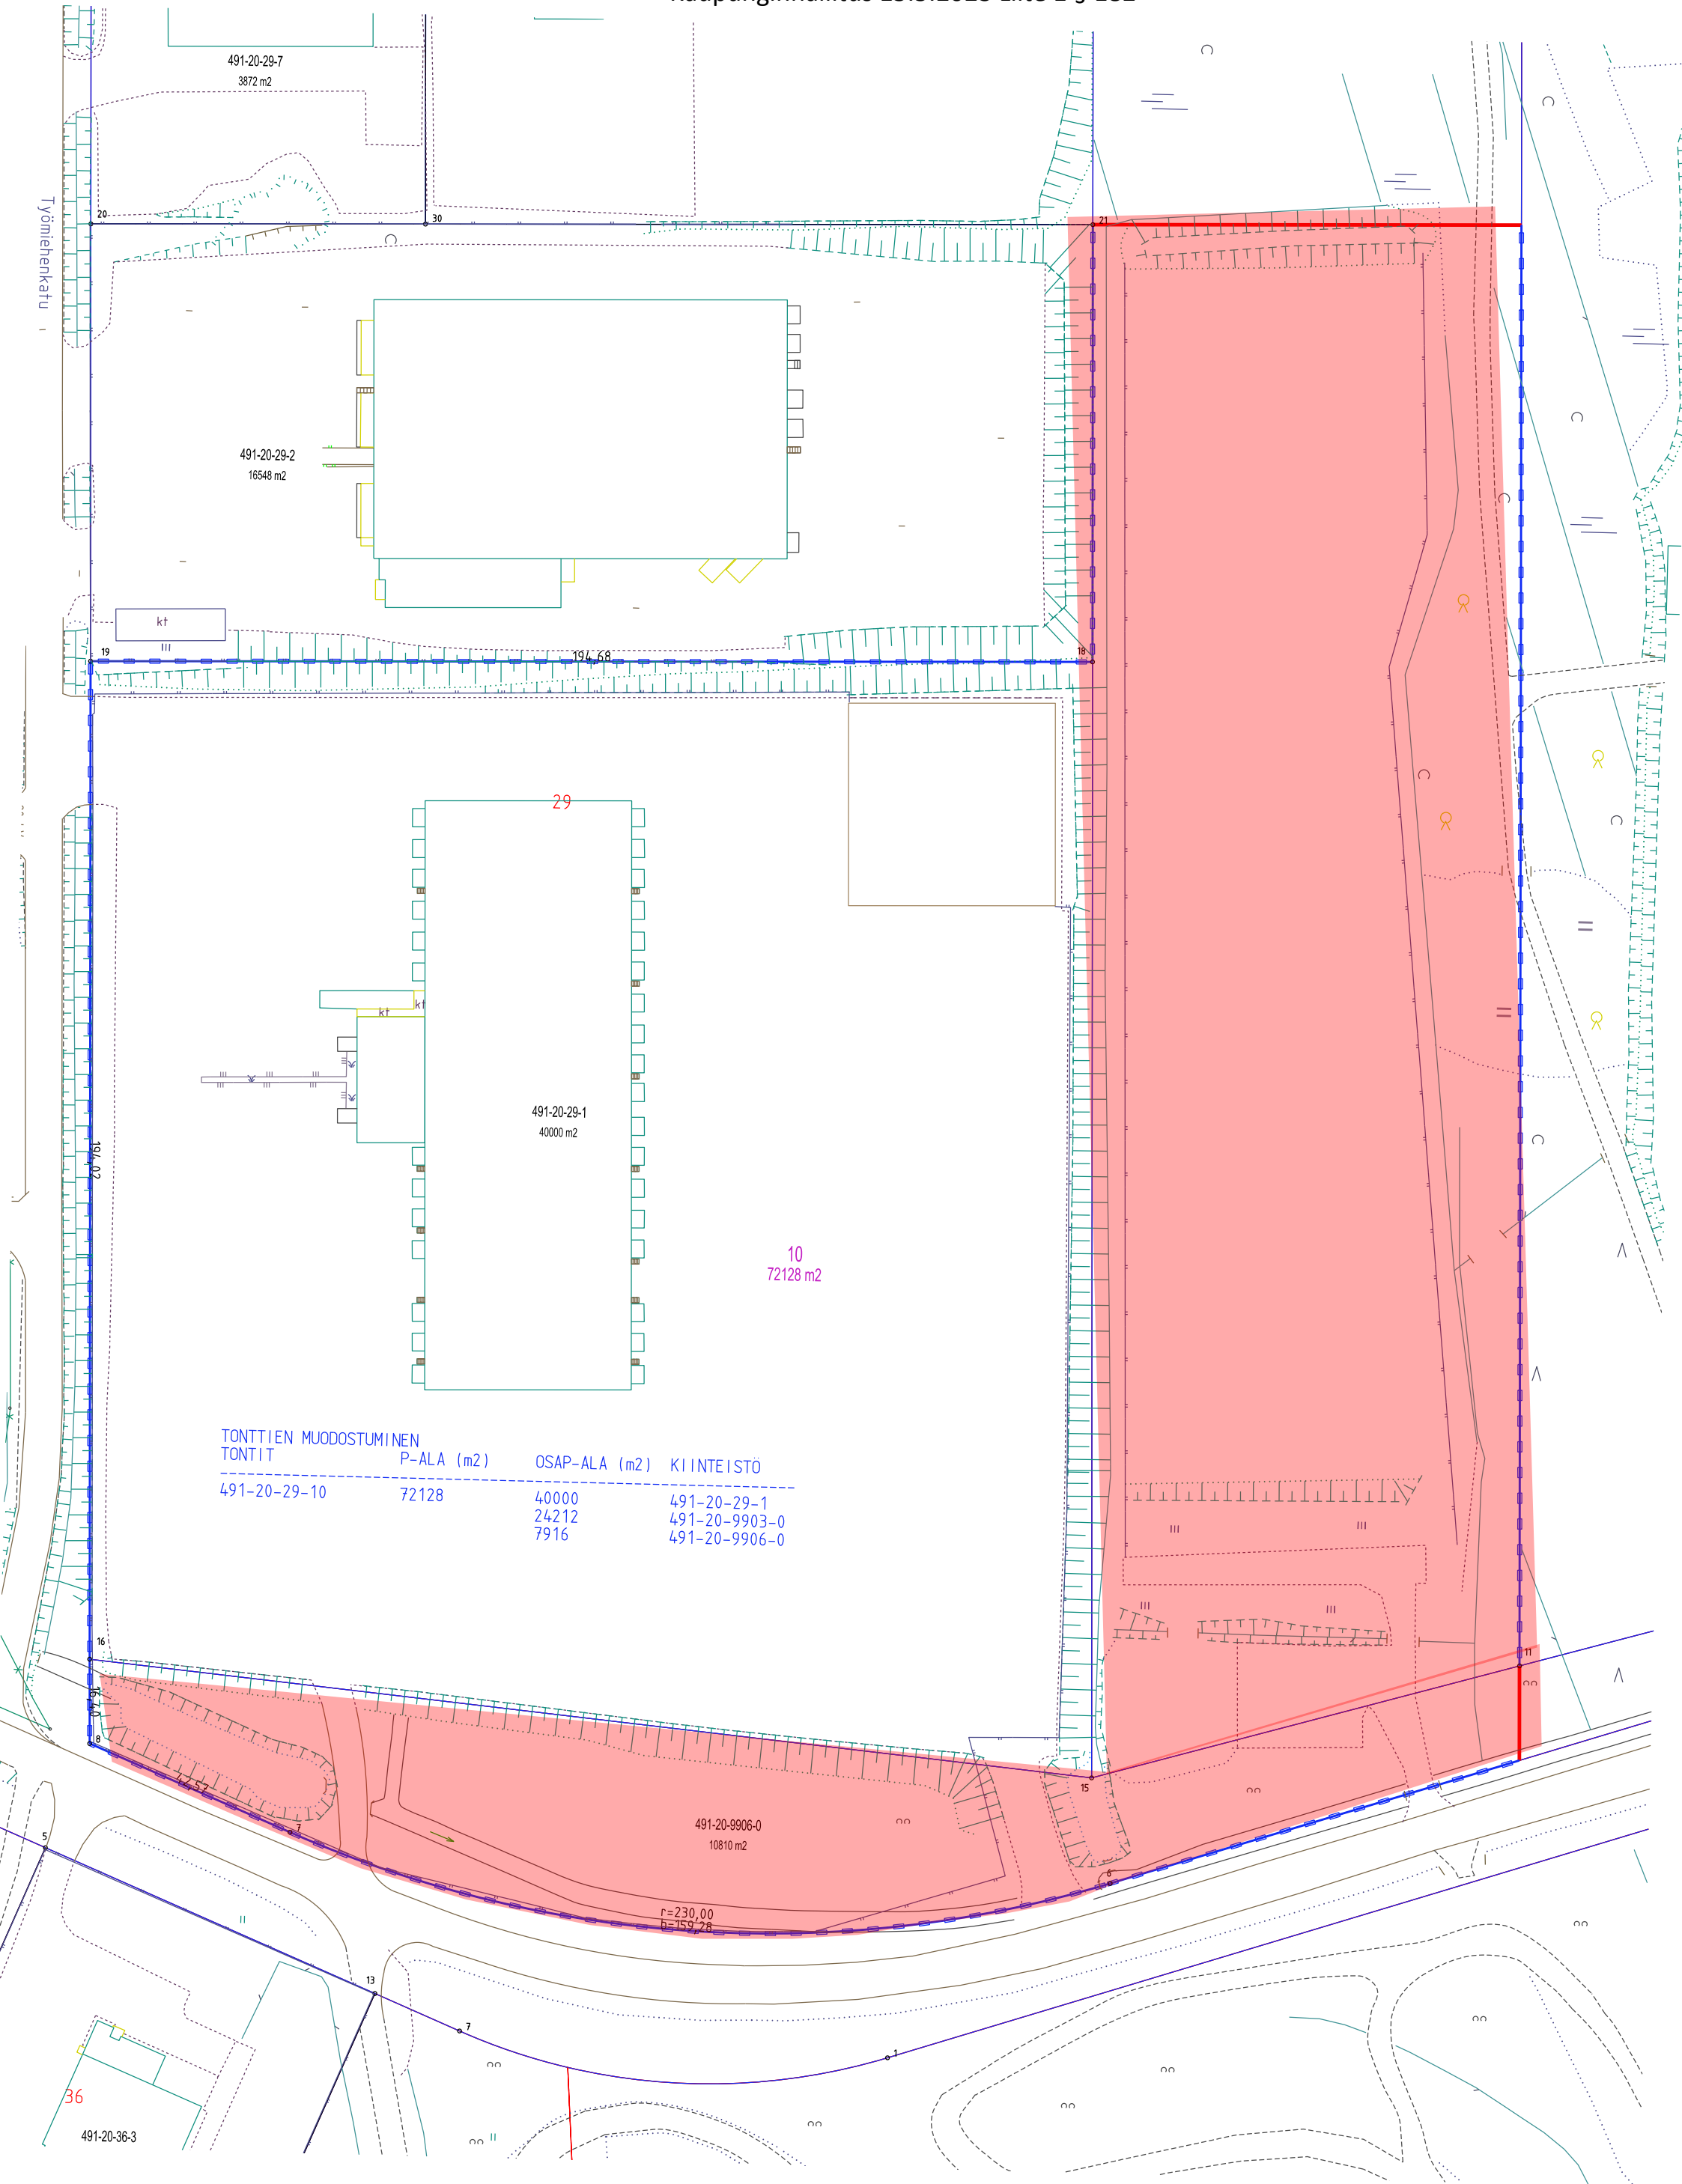 491-20-29-7
3872 m2
Työmiehenkatu
20
30
21
491-20-29-2
16548 m2
kt
19
194,68
18
29
kt
kt
491-20-29-1
40000 m2
194,02
10
72128 m2
TONTTIEN MUODOSTUMINEN
TONTIT P-ALA (m2) OSAP-ALA (m2) KIINTEISTÖ
491-20-29-10 72128 40000 491-20-29-1
24212 491-20-9903-0
7916 491-20-9906-0
16
11
8
15
42,57
7
491-20-9906-0
10810 m2
5
6
r=230,00
b=159,28
13
7
1
36
491-20-36-3